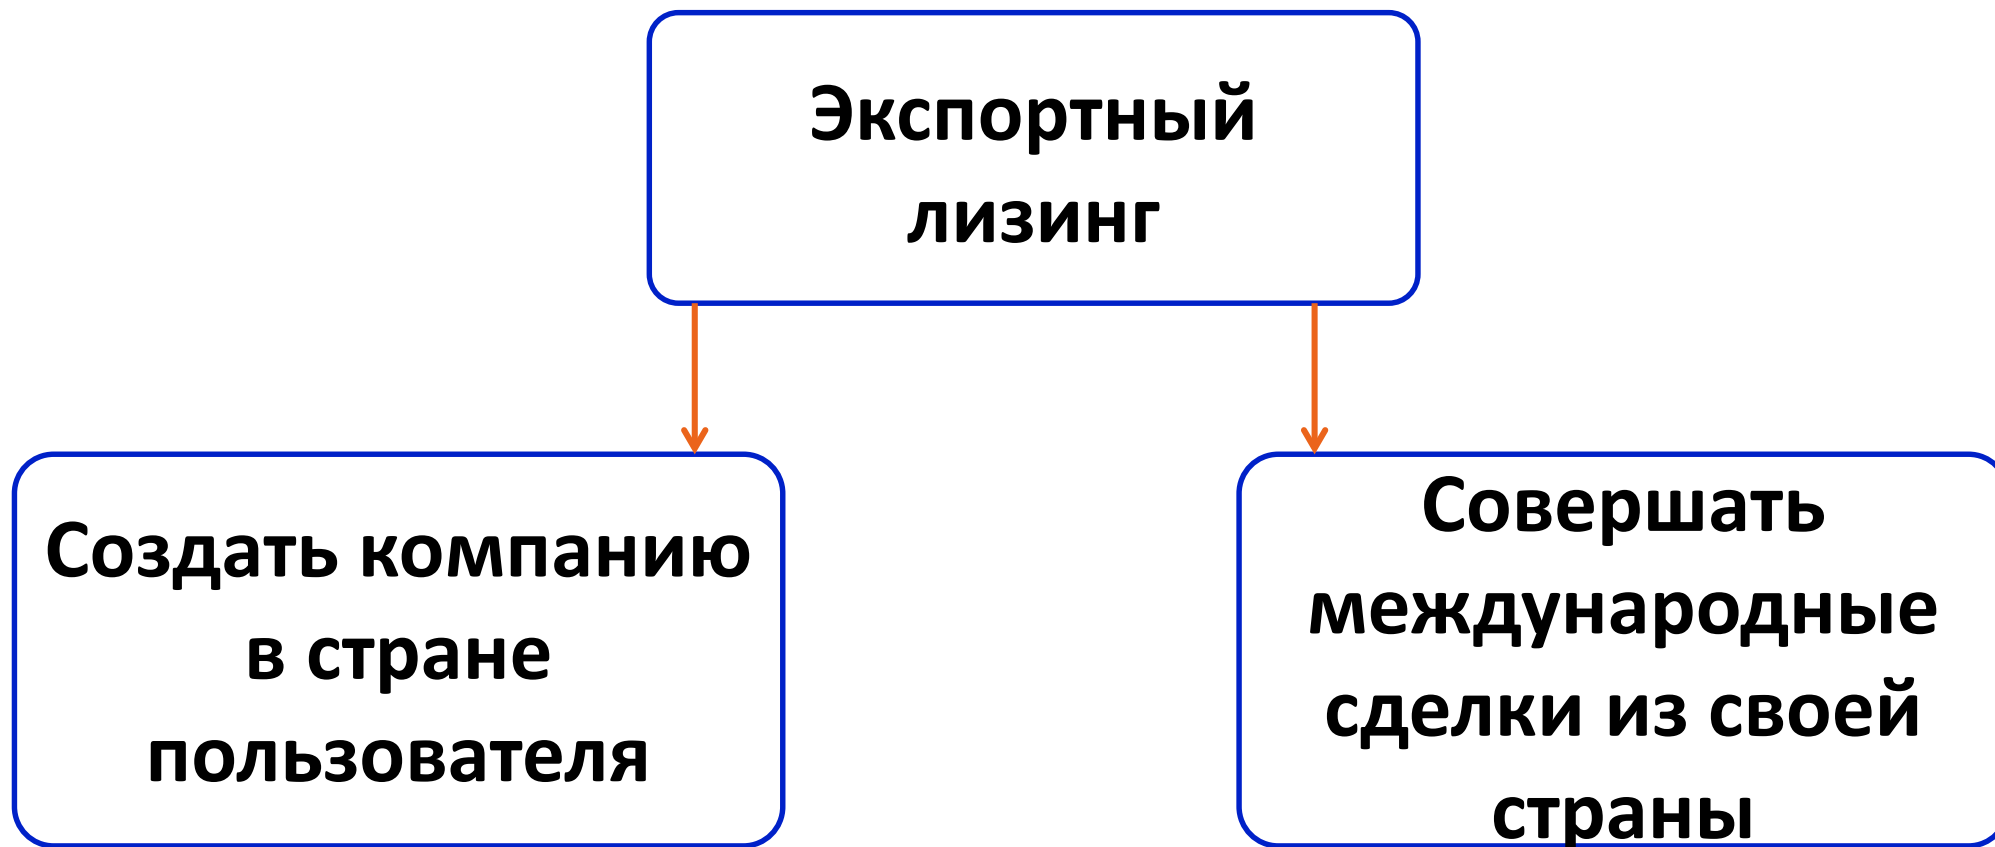 Экспортный
лизинг
Создать компанию
в стране
пользователя
Совершать
международные
сделки из своей
страны